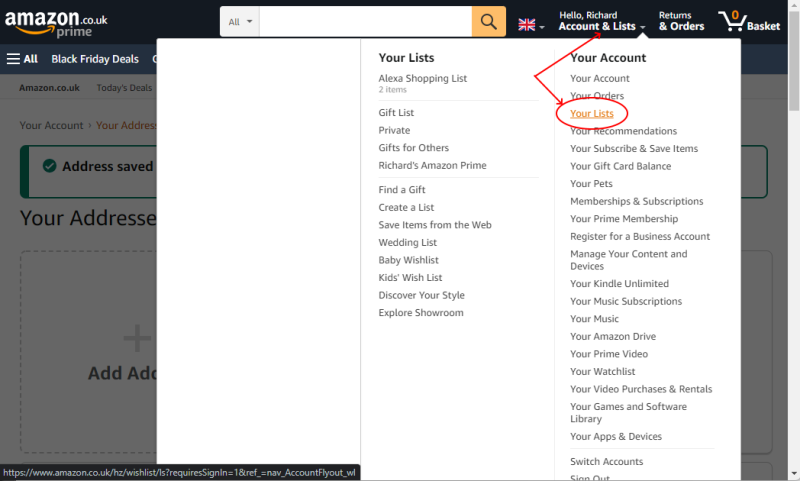 amazon.co.uk
prime
All
Hello, Richard
Account & Lists
Returns
& Orders
0
Basket
All
Black Friday Deals
Amazon.co.uk
Today's Deals
Your Account › Your Addresse
Address saved
Your Addresse
Add Add
Your Lists
Alexa Shopping List
2 items
Gift List
Private
Gifts for Others
Richard's Amazon Prime
Find a Gift
Create a List
Save Items from the Web
Wedding List
Baby Wishlist
Kids' Wish List
Discover Your Style
Explore Showroom
Your Account
Your Account
Your Orders
Your Lists
Your Recommendations
Your Subscribe & Save Items
Your Gift Card Balance
Your Pets
Memberships & Subscriptions
Your Prime Membership
Register for a Business Account
Manage Your Content and
Devices
Your Kindle Unlimited
Your Music Subscriptions
Your Music
Your Amazon Drive
Your Prime Video
Your Watchlist
Your Video Purchases & Rentals
Your Games and Software
Library
Your Apps & Devices
Switch Accounts
Sign Out
https://www.amazon.co.uk/hz/wishlist/ls?requiresSignIn=1&ref_=nav_AccountFlyout_wl